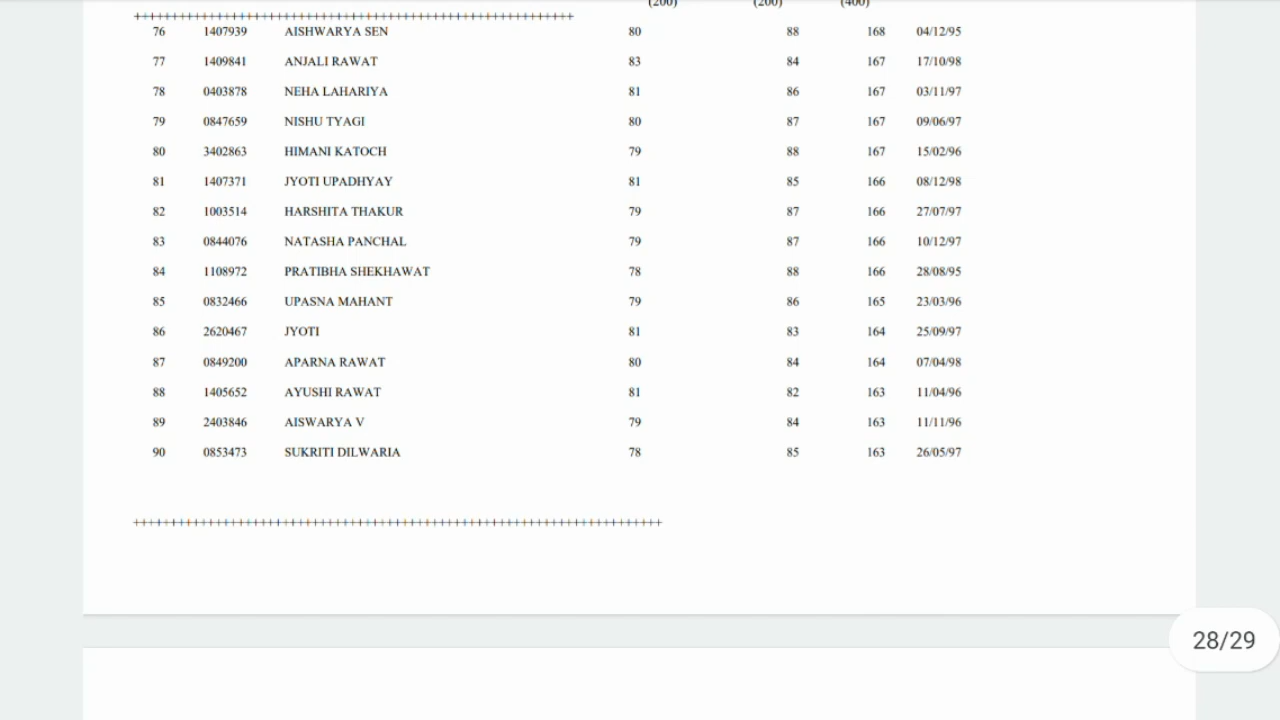 (200) (200) (400)
++++++++++++++++++++++++++++++++++++++++++++++++++++++++++
76 1407939 AISHWARYA SEN 80 88 168 04/12/95
77 1409841 ANJALI RAWAT 83 84 167 17/10/98
78 0403878 NEHA LAHARIYA 81 86 167 03/11/97
79 0847659 NISHU TYAGI 80 87 167 09/06/97
80 3402863 HIMANI KATOCH 79 88 167 15/02/96
81 1407371 JYOTI UPADHYAY 81 85 166 08/12/98
82 1003514 HARSHITA THAKUR 79 87 166 27/07/97
83 0844076 NATASHA PANCHAL 79 87 166 10/12/97
84 1108972 PRATIBHA SHEKHAWAT 78 88 166 28/08/95
85 0832466 UPASNA MAHANT 79 86 165 23/03/96
86 2620467 JYOTI 81 83 164 25/09/97
87 0849200 APARNA RAWAT 80 84 164 07/04/98
88 1405652 AYUSHI RAWAT 81 82 163 11/04/96
89 2403846 AISWARYA V 79 84 163 11/11/96
90 0853473 SUKRITI DILWARIA 78 85 163 26/05/97
++++++++++++++++++++++++++++++++++++++++++++++++++++++++++++++++++++++
28/29